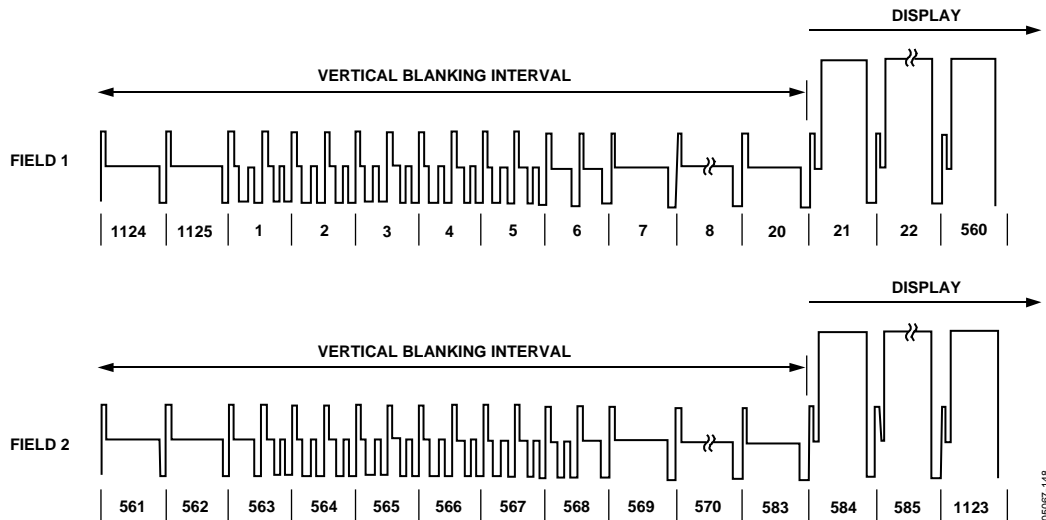 DISPLAY
VERTICAL BLANKING INTERVAL
FIELD 1
1124 1125 1 2 3 4 5 6 7 8 20 21 22 560
DISPLAY
VERTICAL BLANKING INTERVAL
FIELD 2
561 562 563 564 565 566 567 568 569 570 583 584 585 1123